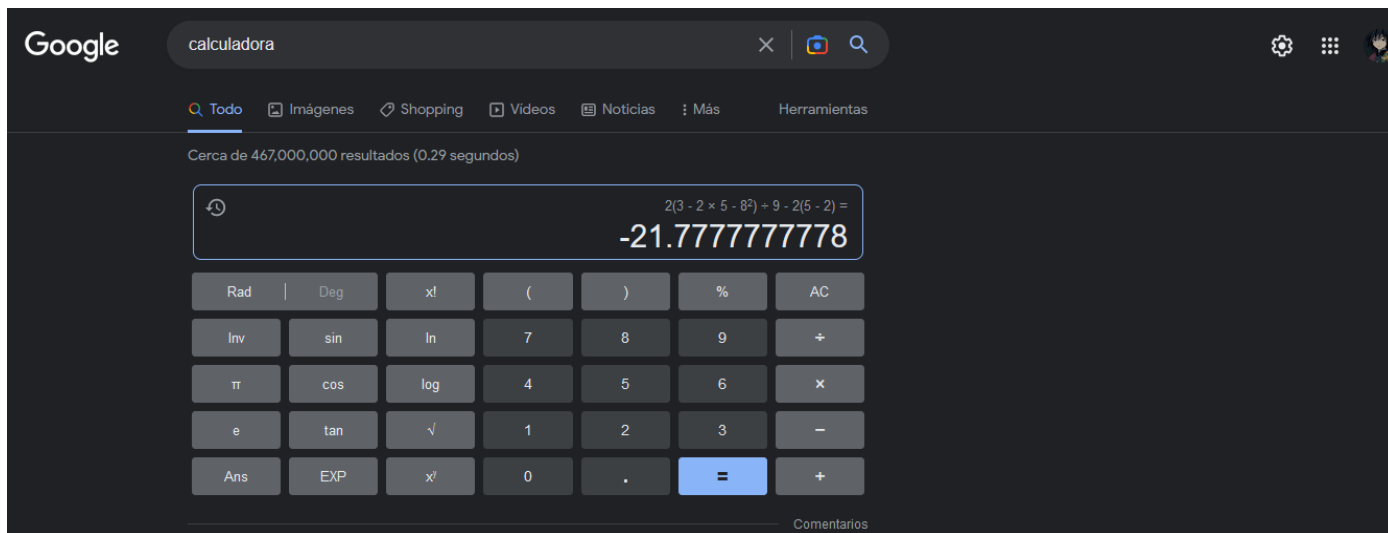 Google calculadora
Todo Imágenes Shopping Vídeos Noticias Más Herramientas
Cerca de 467,000,000 resultados (0.29 segundos)
2(3 - 2 × 5 - 8²) ÷ 9 - 2(5 - 2) =
-21.7777777778
Rad | Deg x! ( ) % AC
Inv sin ln 7 8 9 ÷
π cos log 4 5 6 ×
e tan √ 1 2 3 −
Ans EXP xʸ 0 . = +
Comentarios